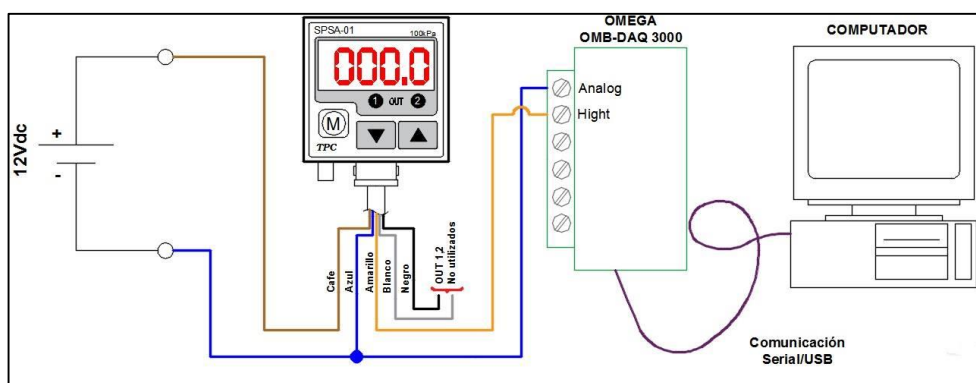 OMEGA
OMB-DAQ 3000
COMPUTADOR
SPSA-01
100kPa
000.0
1 OUT 2
M
TPC
12Vdc
+
-
Analog
Hight
Cafe
Azul
Amarillo
Blanco
Negro
OUT 1,2
No utilizados
Comunicación
Serial/USB